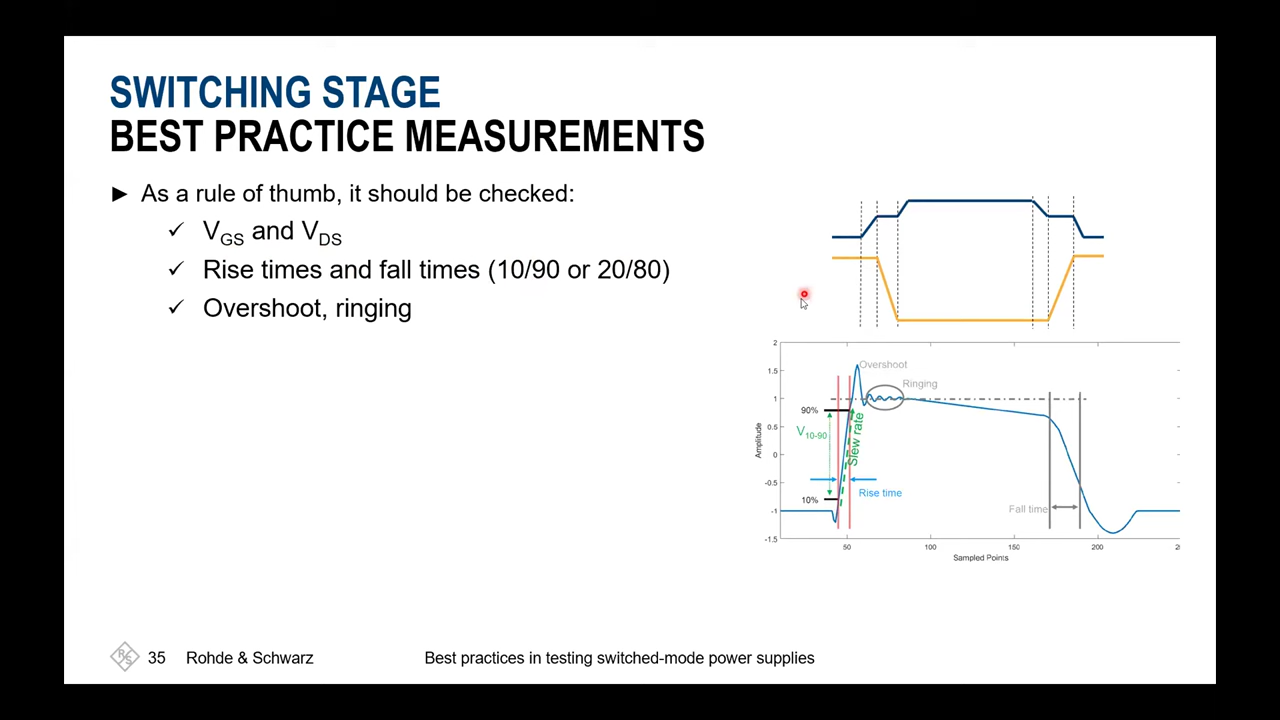 SWITCHING STAGE
BEST PRACTICE MEASUREMENTS
► As a rule of thumb, it should be checked:
✓ VGS and VDS
✓ Rise times and fall times (10/90 or 20/80)
✓ Overshoot, ringing
2
1.5
1
0.5
0
-0.5
-1
-1.5
Amplitude
Overshoot
Ringing
90%
V10-90
Slew rate
10%
Rise time
Fall time
50
100
150
200
Sampled Points
R S
35 Rohde & Schwarz Best practices in testing switched-mode power supplies